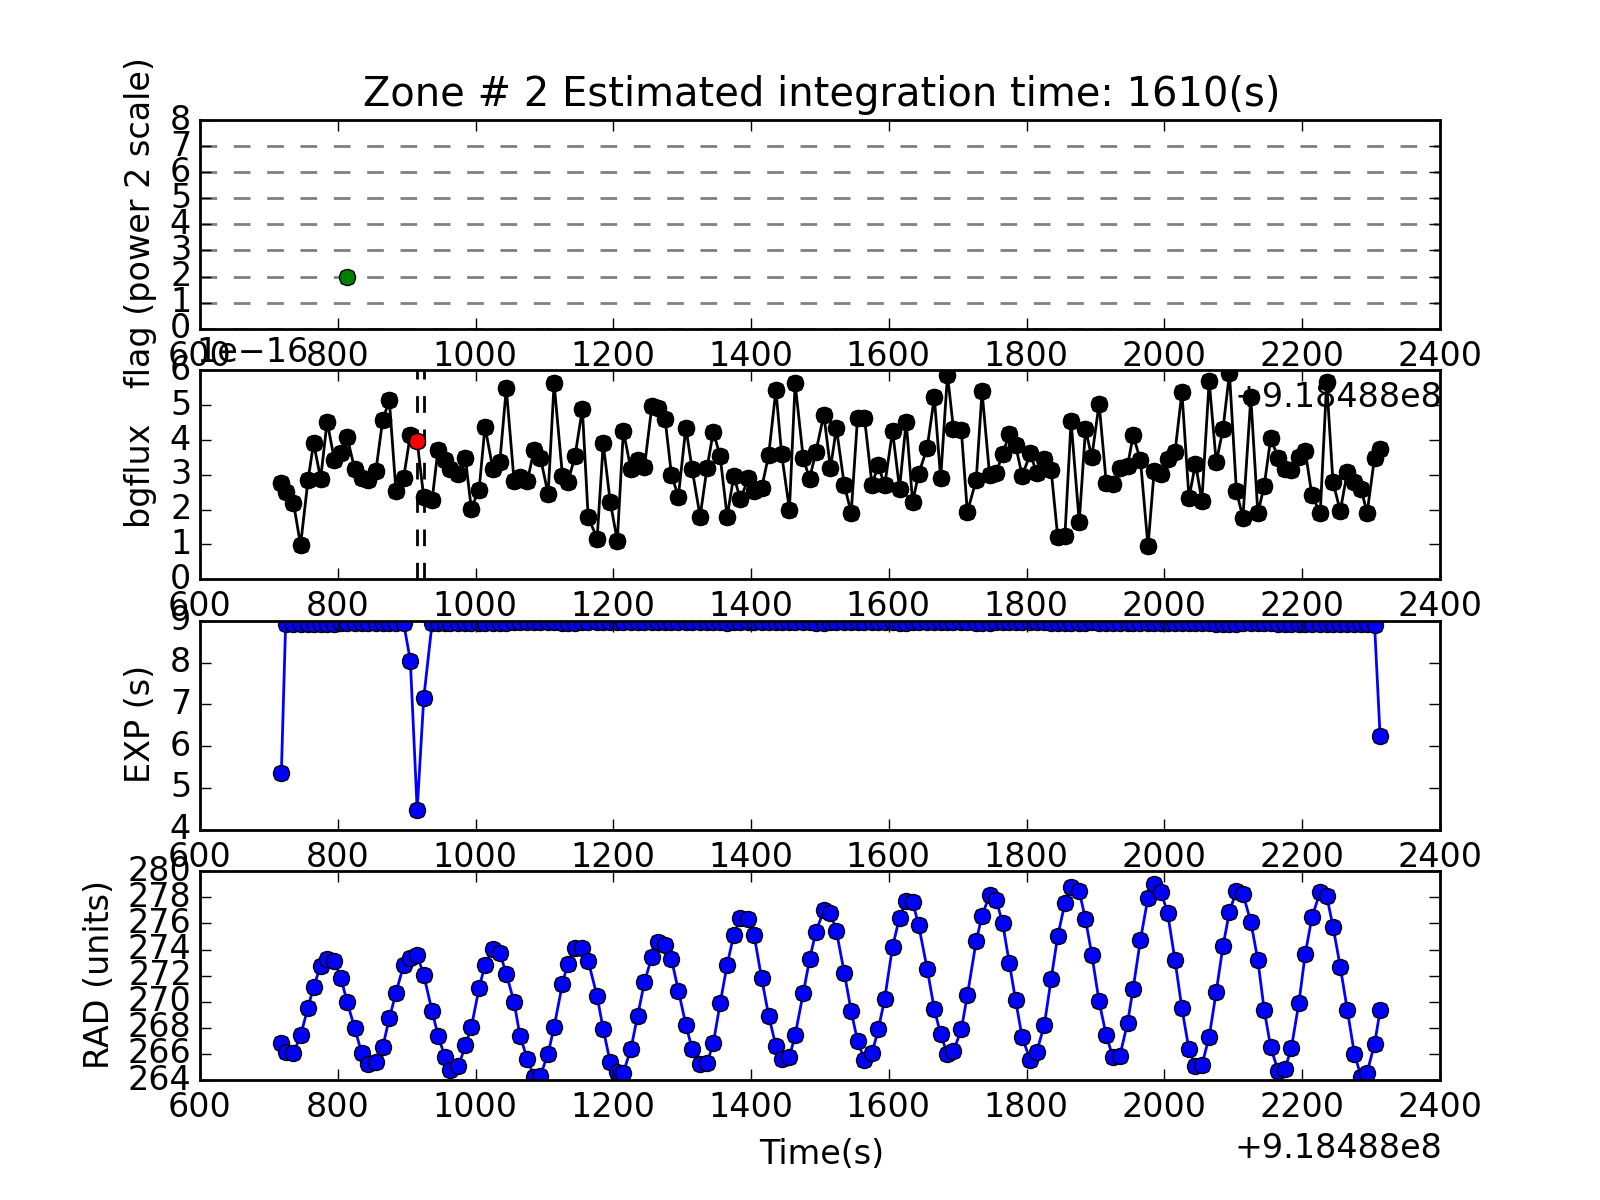 Zone # 2 Estimated integration time: 1610(s)
flag (power 2 scale)
8
7
6
5
4
3
2
1
0
600 800 1000 1200 1400 1600 1800 2000 2200 2400
1e−16
+9.18488e8
bgflux
6
5
4
3
2
1
0
600 800 1000 1200 1400 1600 1800 2000 2200 2400
EXP (s)
9
8
7
6
5
4
600 800 1000 1200 1400 1600 1800 2000 2200 2400
RAD (units)
280
278
276
274
272
270
268
266
264
600 800 1000 1200 1400 1600 1800 2000 2200 2400
Time(s)
+9.18488e8